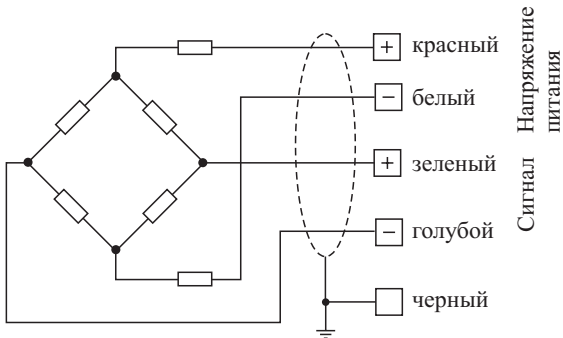 + красный
− белый
Напряжение
питания
+ зеленый
− голубой
Сигнал
черный